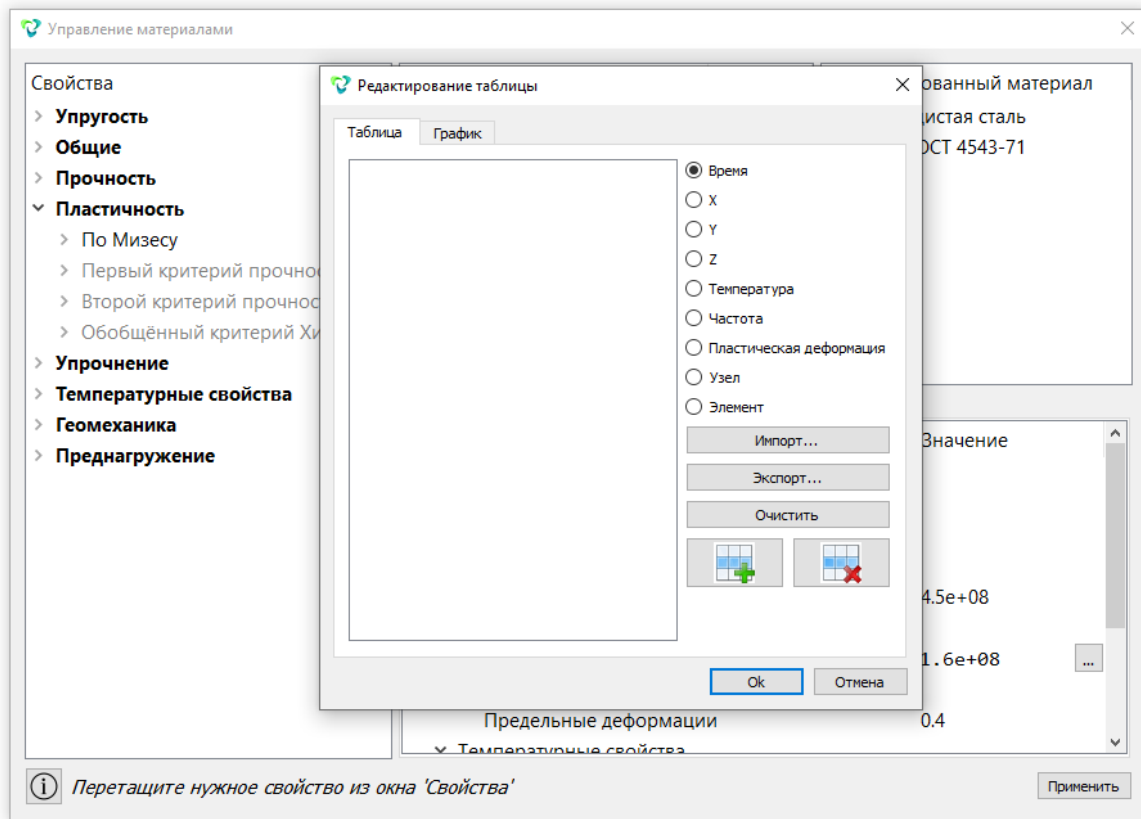 Управление материалами
Свойства
Упругость
Общие
Прочность
Пластичность
По Мизесу
Первый критерий прочнос
Второй критерий прочнос
Обобщённый критерий Хи
Упрочнение
Температурные свойства
Геомеханика
Преднагружение
Редактирование таблицы
Таблица
График
Время
X
Y
Z
Температура
Частота
Пластическая деформация
Узел
Элемент
Импорт...
Экспорт...
Очистить
Ok
Отмена
ованный материал
истая сталь
ОСТ 4543-71
Значение
4.5e+08
1.6e+08
...
Предельные деформации
0.4
Температурные свойства
Перетащите нужное свойство из окна 'Свойства'
Применить